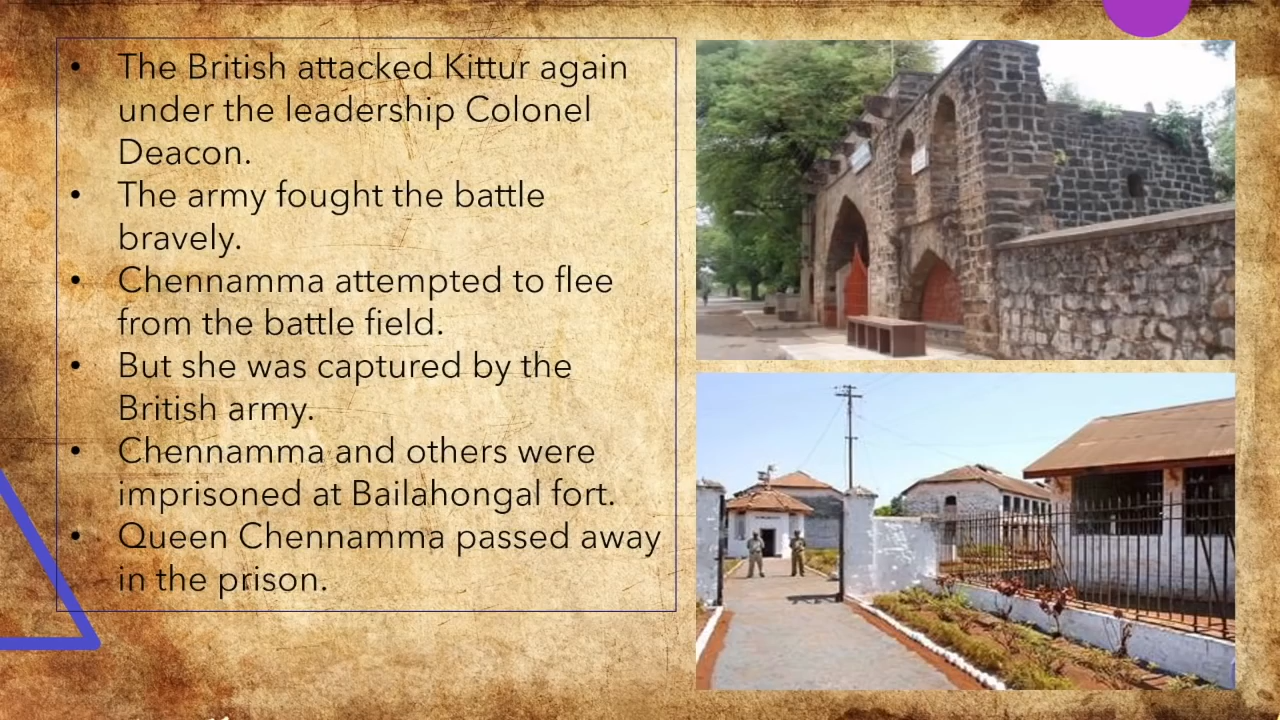 • The British attacked Kittur again
under the leadership Colonel
Deacon.
• The army fought the battle
bravely.
• Chennamma attempted to flee
from the battle field.
• But she was captured by the
British army.
• Chennamma and others were
imprisoned at Bailahongal fort.
• Queen Chennamma passed away
in the prison.